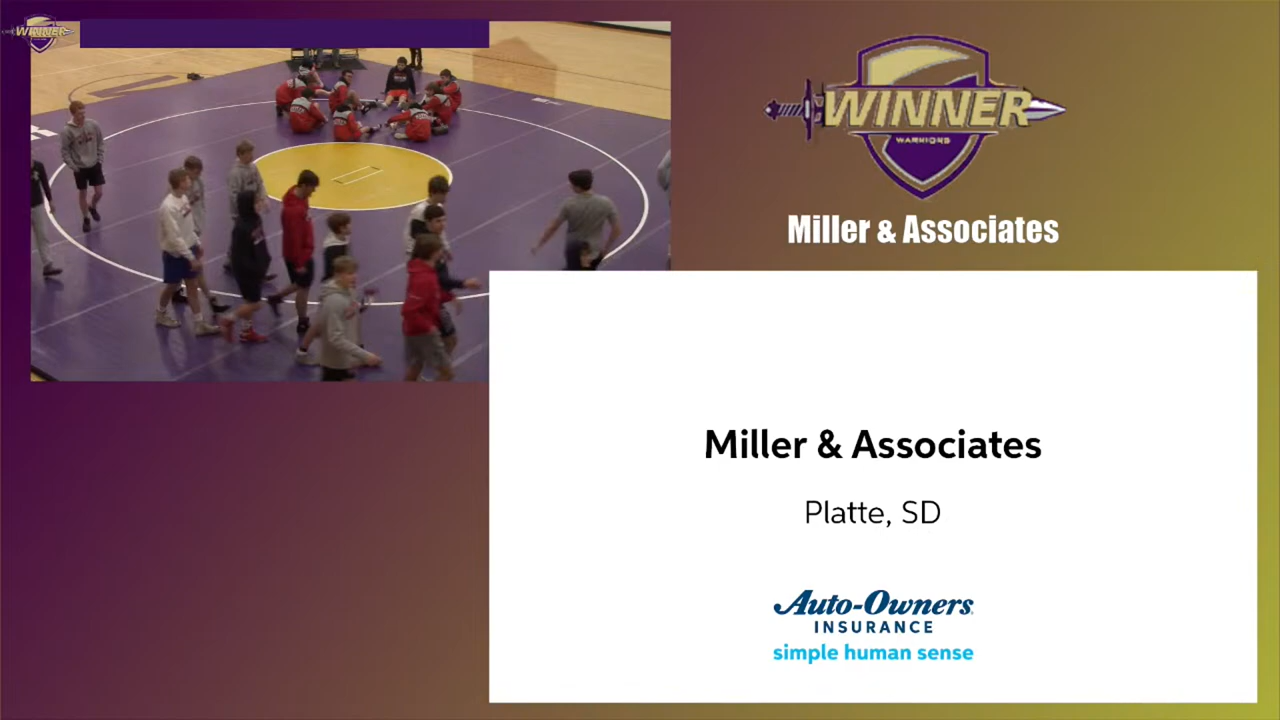 WINNER
WINNER
WARRIORS
Miller & Associates
Miller & Associates
Platte, SD
Auto-Owners
INSURANCE
simple human sense